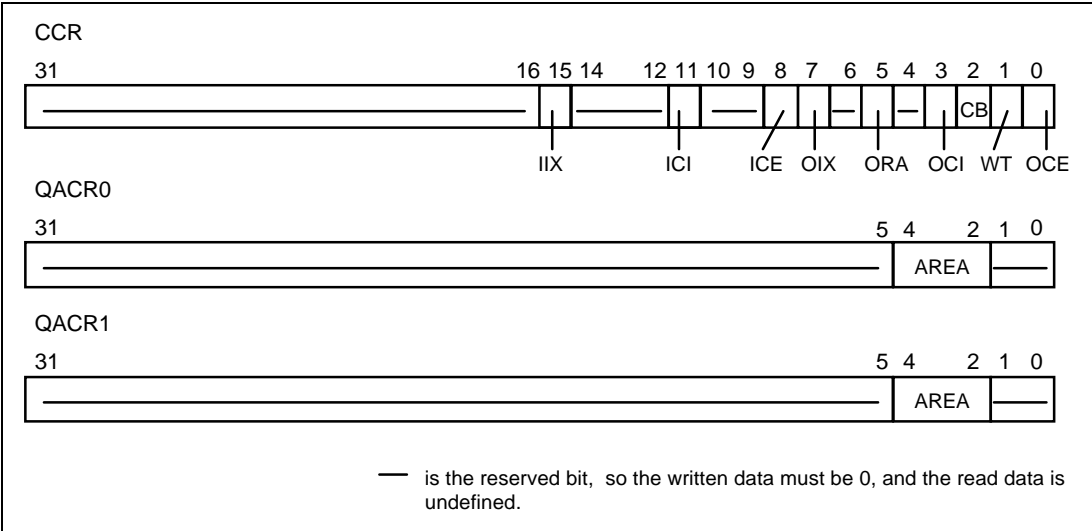 CCR
31 16 15 14 12 11 10 9 8 7 6 5 4 3 2 1 0
CB
IIX ICI ICE OIX ORA OCI WT OCE
QACR0
31 5 4 2 1 0
AREA
QACR1
31 5 4 2 1 0
AREA
— is the reserved bit, so the written data must be 0, and the read data is
undefined.